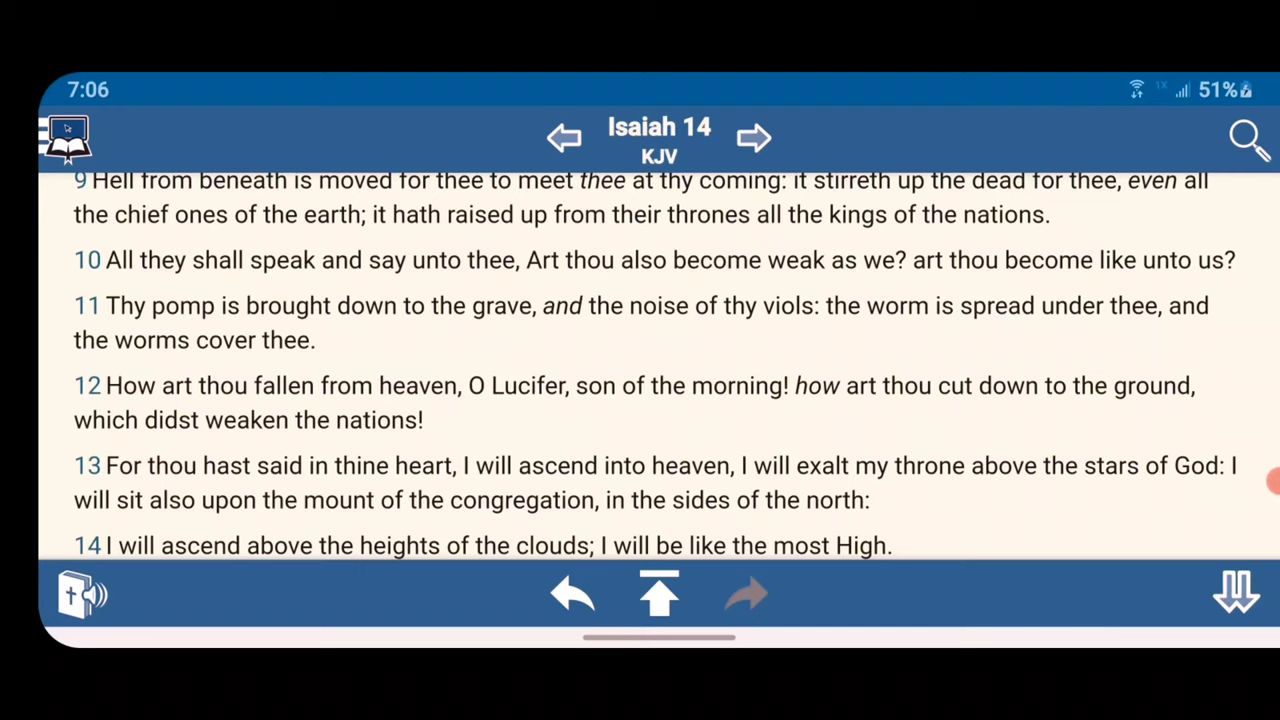 7:06
1X
51%
Isaiah 14
KJV
9 Hell from beneath is moved for thee to meet thee at thy coming: it stirreth up the dead for thee, even all
the chief ones of the earth; it hath raised up from their thrones all the kings of the nations.
10 All they shall speak and say unto thee, Art thou also become weak as we? art thou become like unto us?
11 Thy pomp is brought down to the grave, and the noise of thy viols: the worm is spread under thee, and
the worms cover thee.
12 How art thou fallen from heaven, O Lucifer, son of the morning! how art thou cut down to the ground,
which didst weaken the nations!
13 For thou hast said in thine heart, I will ascend into heaven, I will exalt my throne above the stars of God: I
will sit also upon the mount of the congregation, in the sides of the north:
14 I will ascend above the heights of the clouds; I will be like the most High.